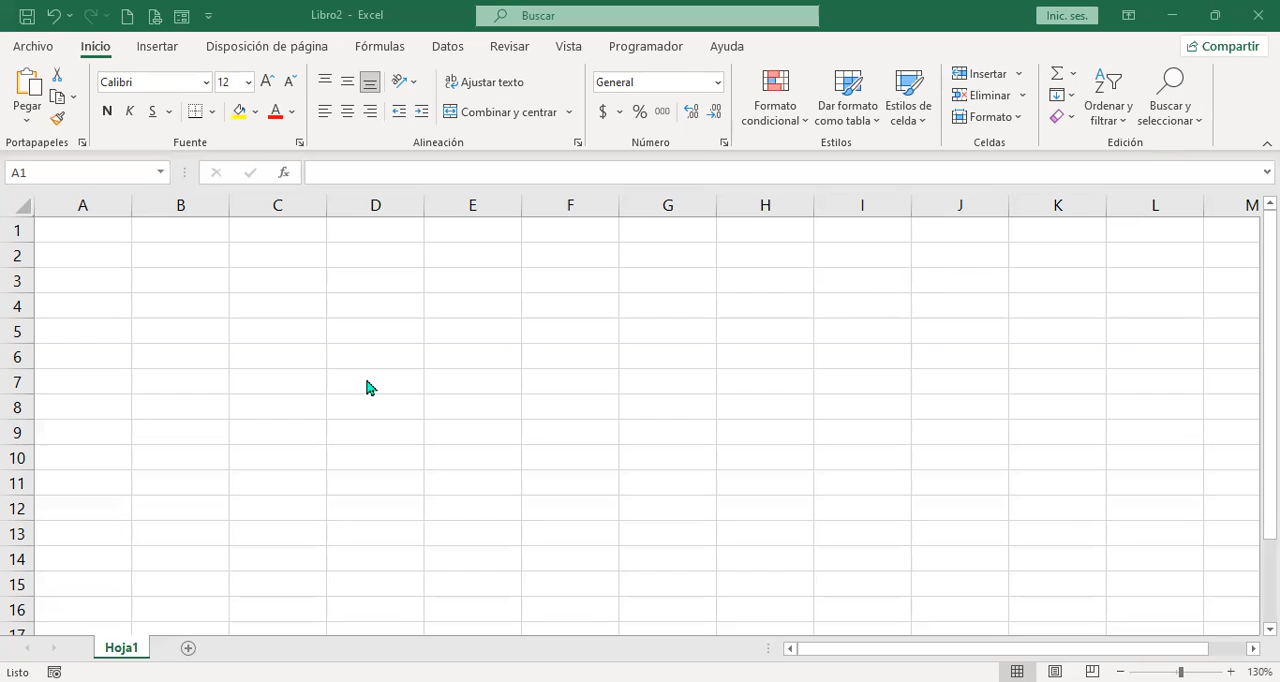 Libro2 - Excel
Buscar
Inic. ses.
Archivo Inicio Insertar Disposición de página Fórmulas Datos Revisar Vista Programador Ayuda
Compartir
Pegar
Calibri 12
N K S
Ajustar texto
Combinar y centrar
General
$ % 000
Formato condicional
Dar formato como tabla
Estilos de celda
Insertar
Eliminar
Formato
Ordenar y filtrar
Buscar y seleccionar
Portapapeles Fuente Alineación Número Estilos Celdas Edición
A1
fx
A B C D E F G H I J K L M
1
2
3
4
5
6
7
8
9
10
11
12
13
14
15
16
17
Hoja1
Listo
130%